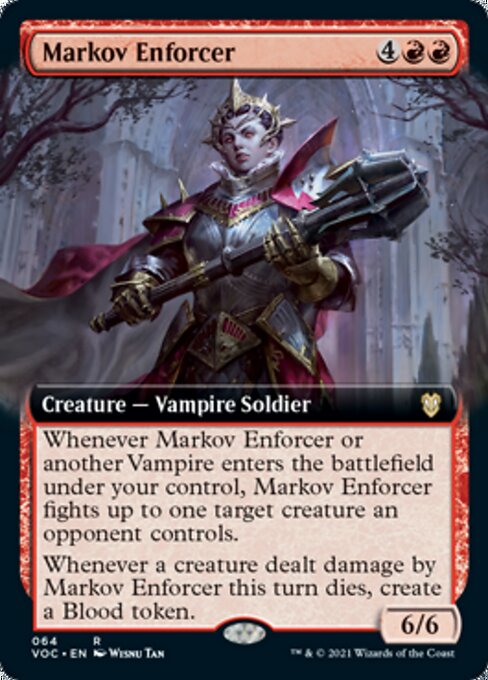 Markov Enforcer 4
Creature — Vampire Soldier
Whenever Markov Enforcer or
another Vampire enters the battlefield
under your control, Markov Enforcer
fights up to one target creature an
opponent controls.
Whenever a creature dealt damage by
Markov Enforcer this turn dies, create
a Blood token.
6/6
064 R
VOC • EN Wisnu Tan
™ & © 2021 Wizards of the Coast